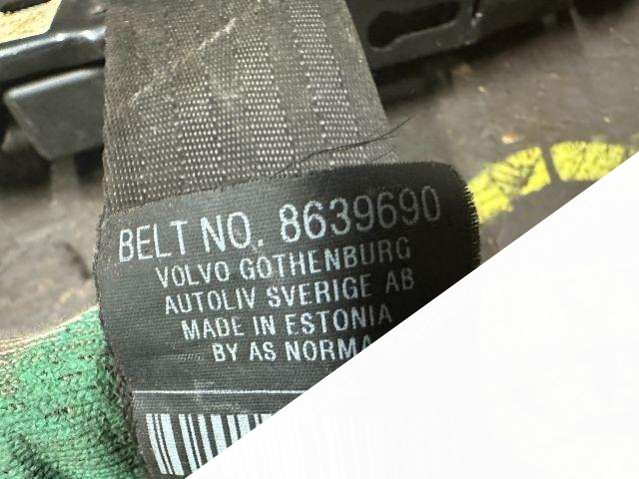 BELT NO. 8639690
VOLVO GOTHENBURG
AUTOLIV SVERIGE AB
MADE IN ESTONIA
BY AS NORMA